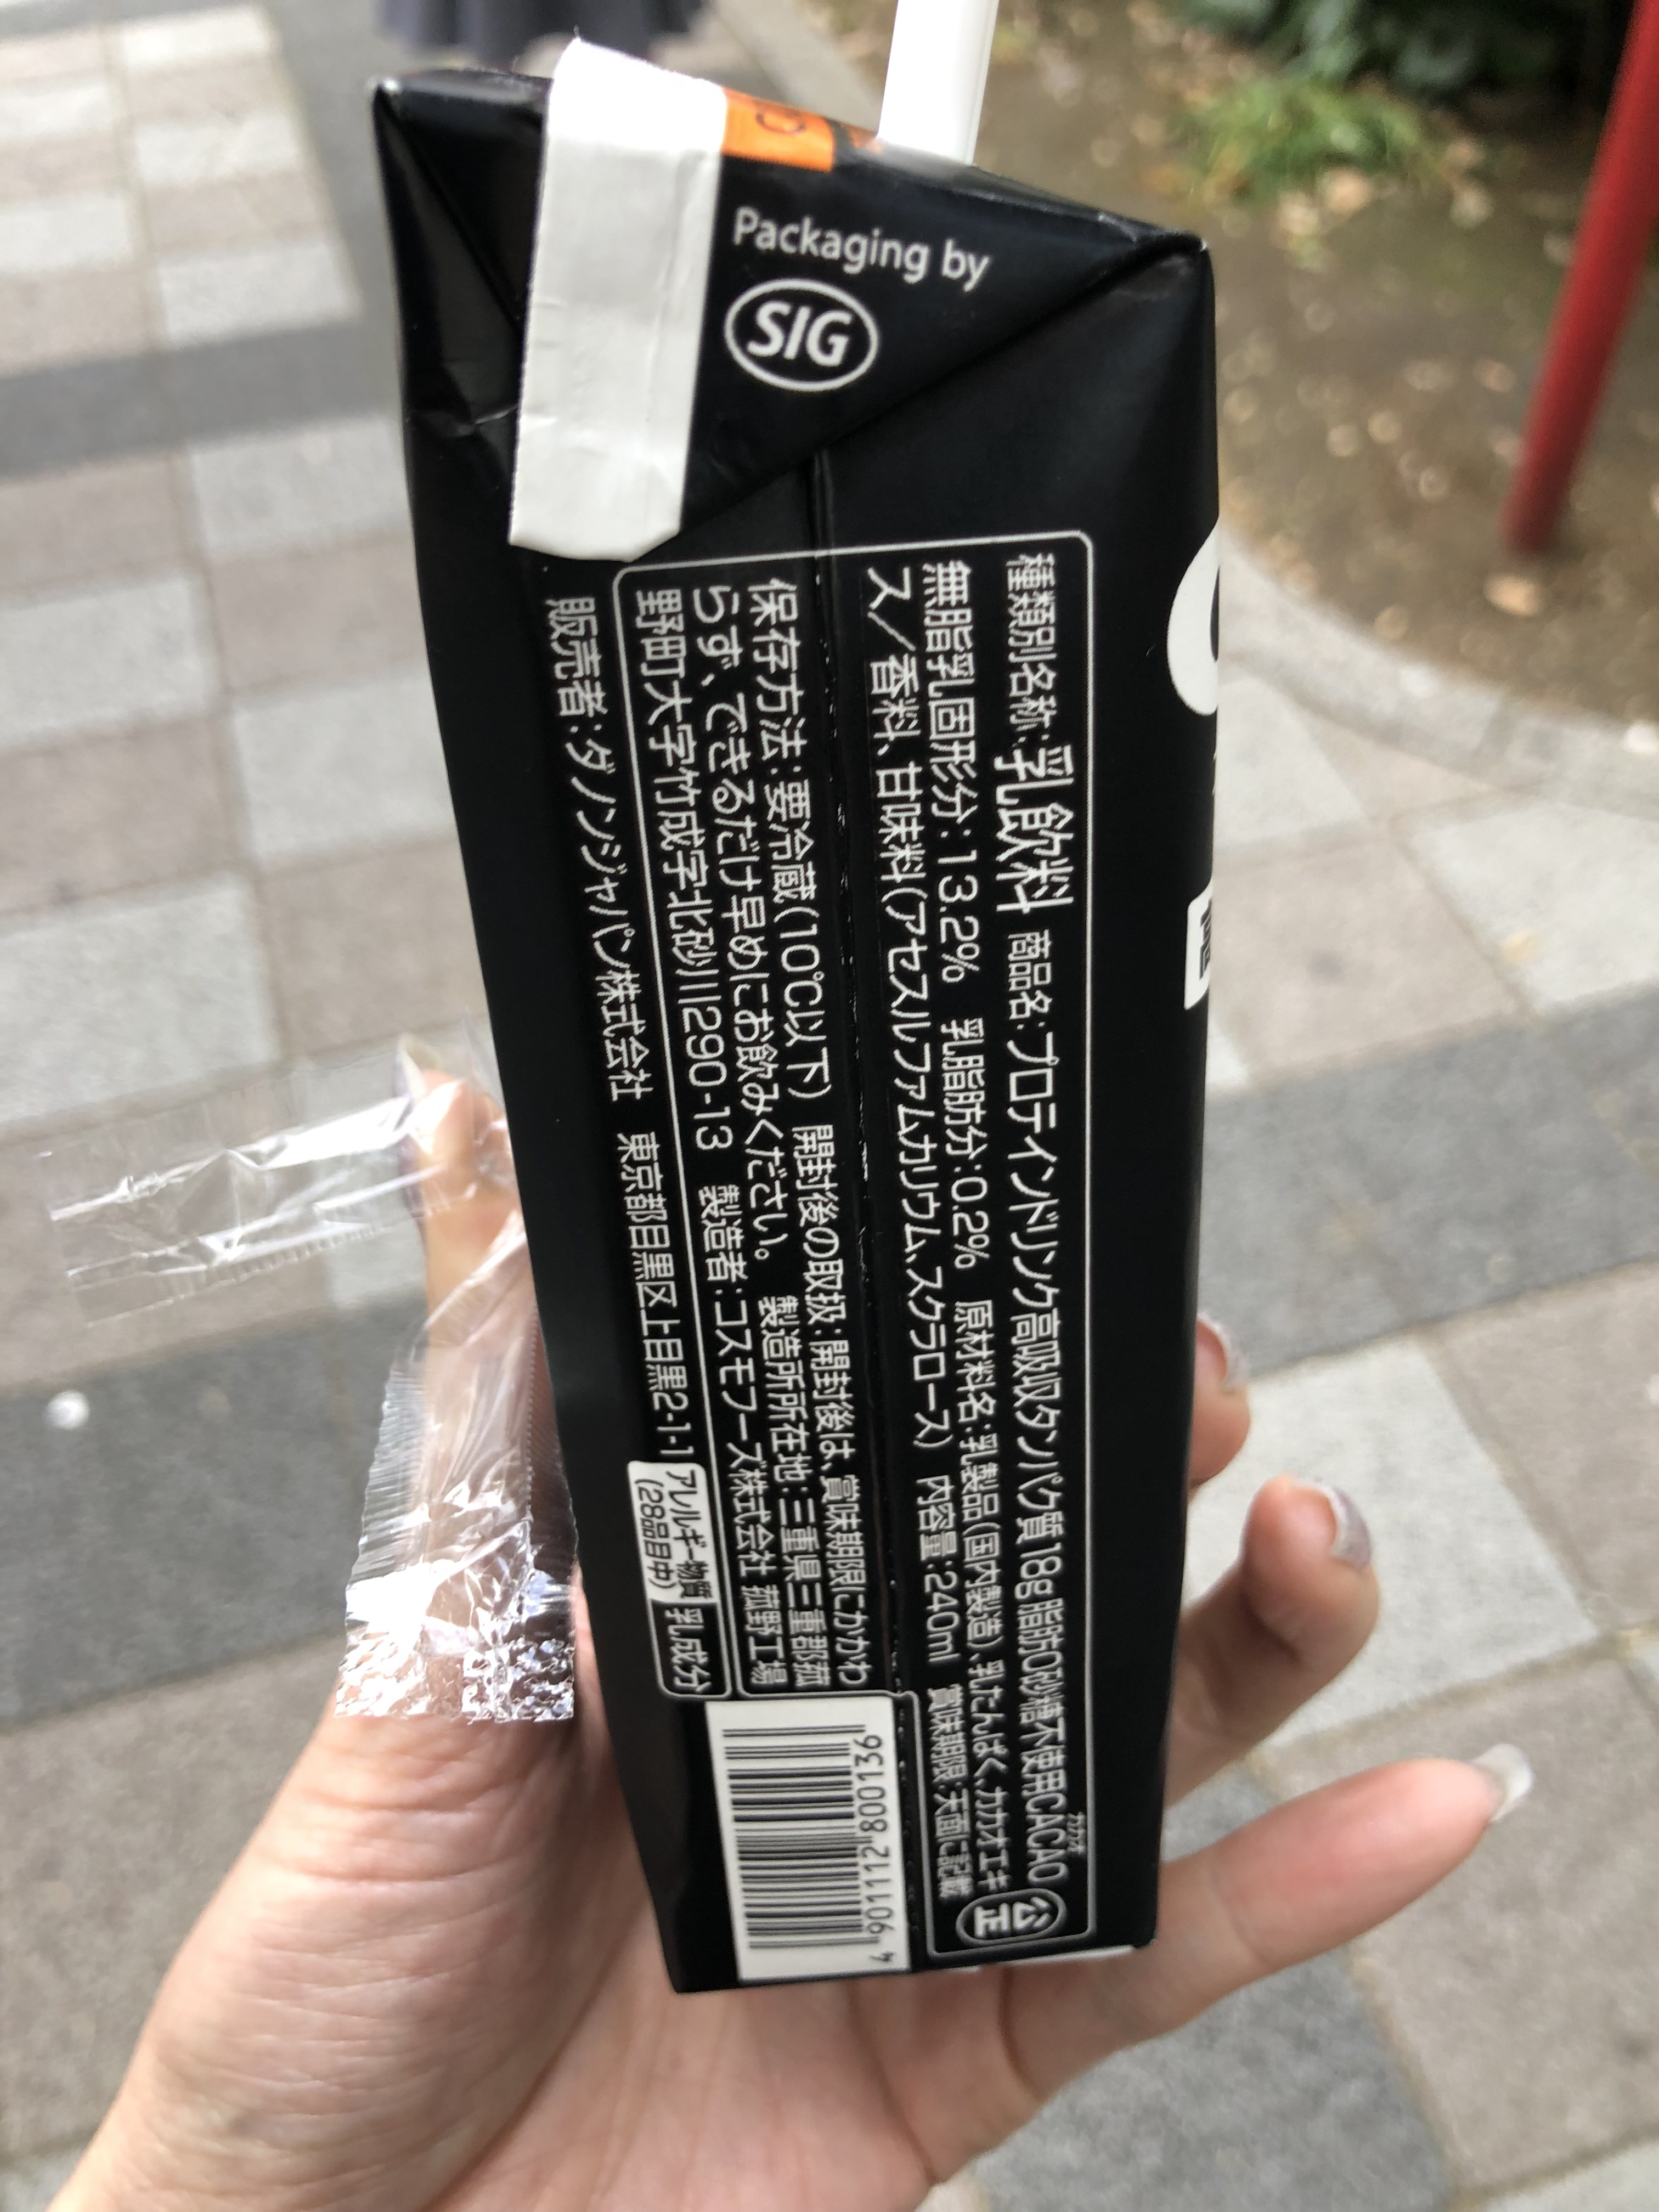 Packaging by
SIG
種類別名称:乳飲料 商品名:プロテインドリンク高吸収タンパク質18g脂肪0砂糖不使用CACAO
カカオ
無脂乳固形分:13.2% 乳脂肪分:0.2% 原材料名:乳製品(国内製造)、乳たんぱく、カカオエキ
ス/香料、甘味料(アセスルファムカリウム、スクラロース) 内容量:240ml 賞味期限:天面に記載
公正
保存方法:要冷蔵(10℃以下) 開封後の取扱:開封後は、賞味期限にかかわ
らず、できるだけ早めにお飲みください。 製造所所在地:三重県三重郡菰
野町大字竹成字北砂川1290-13 製造者:コスモフーズ株式会社 菰野工場
販売者:ダノンジャパン株式会社 東京都目黒区上目黒2-1-1
アレルギー物質
(28品目中)
乳成分
4 901112 800136